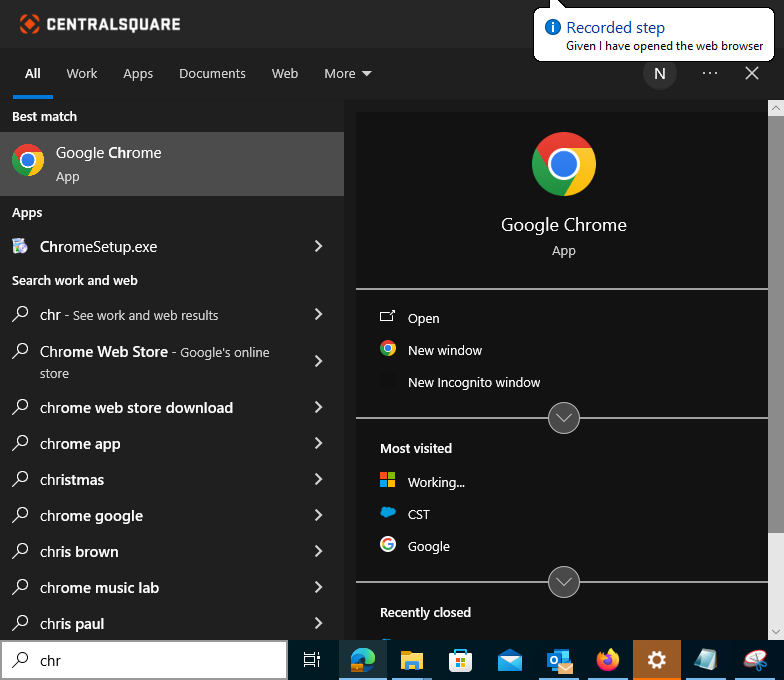 CENTRALSQUARE
Recorded step
Given I have opened the web browser
All Work Apps Documents Web More N
Best match
Google Chrome
App
Apps
ChromeSetup.exe
Search work and web
chr - See work and web results
Chrome Web Store - Google's online
store
chrome web store download
chrome app
christmas
chrome google
chris brown
chrome music lab
chris paul
chr
Google Chrome
App
Open
New window
New Incognito window
Most visited
Working...
CST
Google
Recently closed